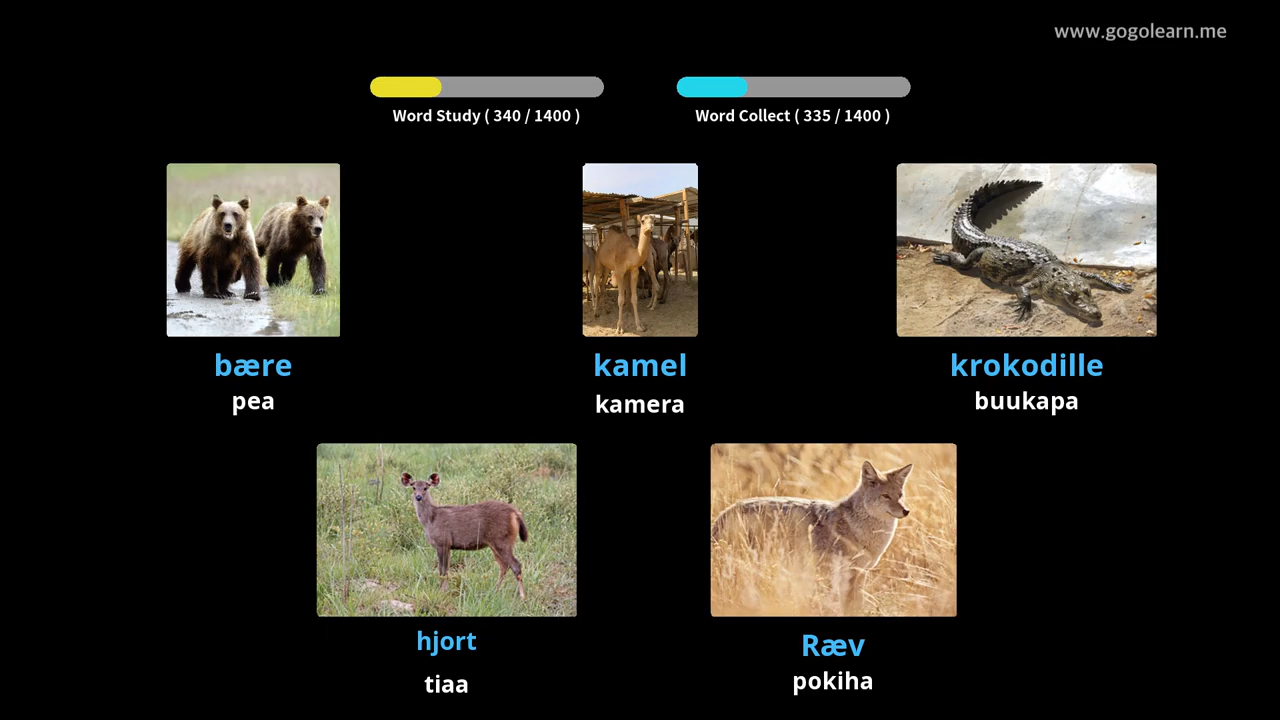 www.gogolearn.me
Word Study ( 340 / 1400 )
Word Collect ( 335 / 1400 )
bære
pea
kamel
kamera
krokodille
buukapa
hjort
tiaa
Ræv
pokiha